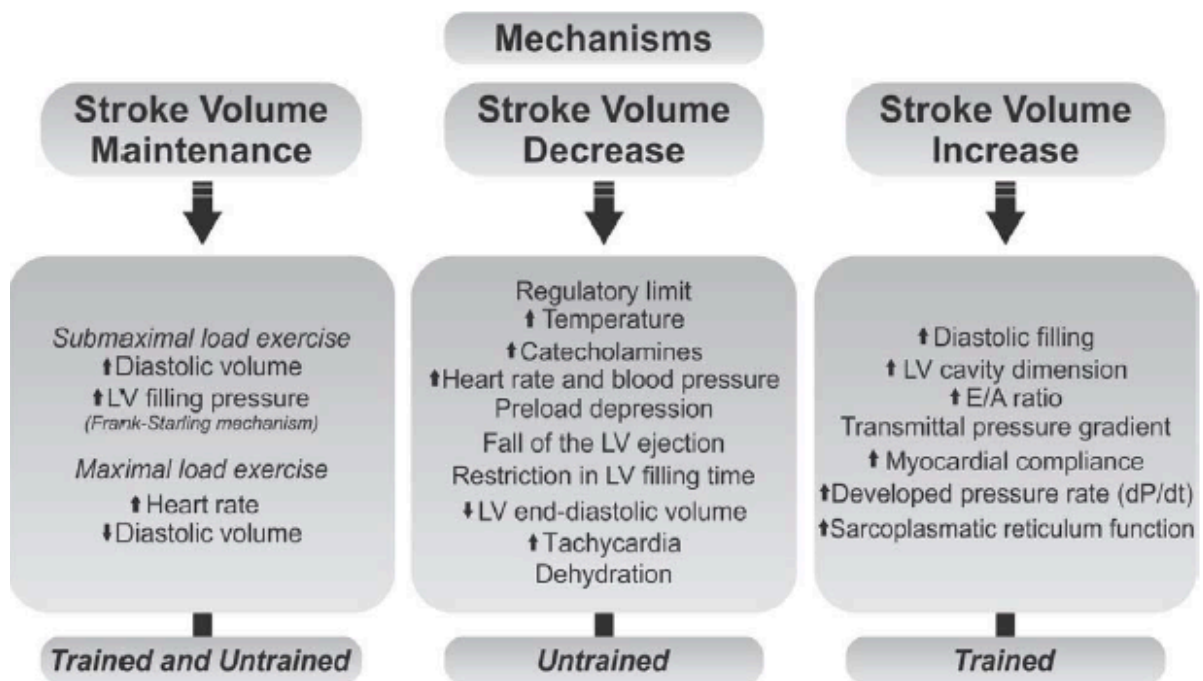 Mechanisms
Stroke Volume
Maintenance
Submaximal load exercise
⬆Diastolic volume
⬆LV filling pressure
(Frank-Starling mechanism)
Maximal load exercise
⬆Heart rate
⬇Diastolic volume
Trained and Untrained
Stroke Volume
Decrease
Regulatory limit
⬆Temperature
⬆Catecholamines
⬆Heart rate and blood pressure
Preload depression
Fall of the LV ejection
Restriction in LV filling time
⬇LV end-diastolic volume
⬆Tachycardia
Dehydration
Untrained
Stroke Volume
Increase
⬆Diastolic filling
⬆LV cavity dimension
⬆E/A ratio
Transmittal pressure gradient
⬆Myocardial compliance
⬆Developed pressure rate (dP/dt)
⬆Sarcoplasmatic reticulum function
Trained